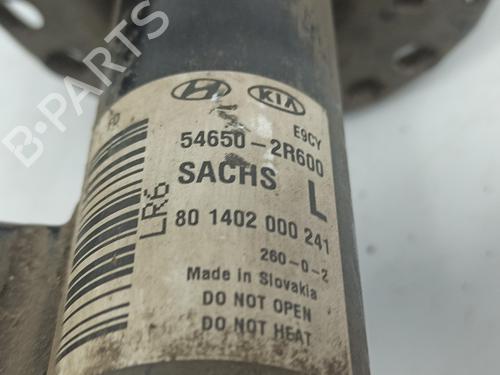 KIA
E9CY
54650-2R600
SACHS L
LR6
80 1402 000 241
260-0-2
Made in Slovakia
DO NOT OPEN
DO NOT HEAT
B-PARTS